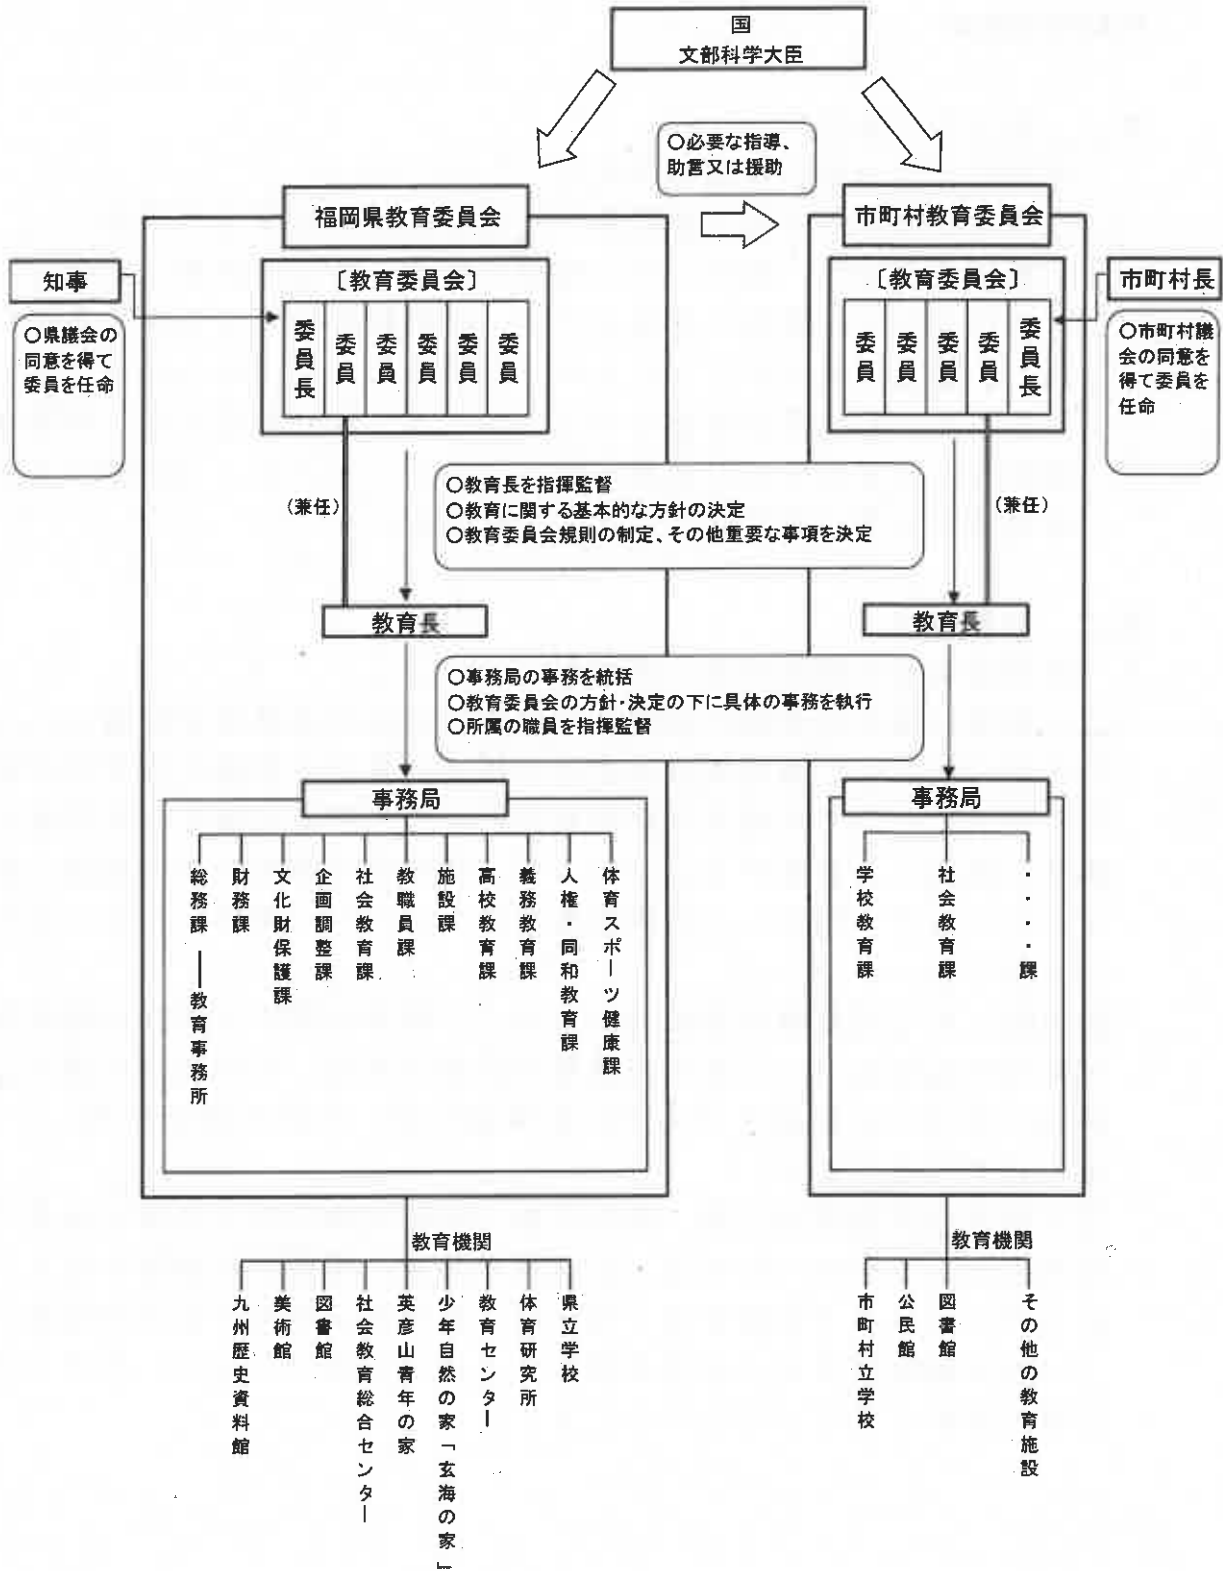 国
文部科学大臣
○必要な指導、
助言又は援助
福岡県教育委員会
市町村教育委員会
知事
○県議会の
同意を得て
委員を任命
〔教育委員会〕
委員長
委員
委員
委員
委員
委員
〔教育委員会〕
委員
委員
委員
委員
委員長
市町村長
○市町村議
会の同意を
得て委員を
任命
(兼任)
○教育長を指揮監督
○教育に関する基本的な方針の決定
○教育委員会規則の制定、その他重要な事項を決定
(兼任)
教育長
教育長
○事務局の事務を統括
○教育委員会の方針・決定の下に具体の事務を執行
○所属の職員を指揮監督
事務局
総務課
教育事務所
財務課
文化財保護課
企画調整課
社会教育課
教職員課
施設課
高校教育課
義務教育課
人権・同和教育課
体育スポーツ健康課
事務局
学校教育課
社会教育課
・・・・課
教育機関
九州歴史資料館
美術館
図書館
社会教育総合センター
英彦山青年の家
少年自然の家「玄海の家」
教育センター
体育研究所
県立学校
教育機関
市町村立学校
公民館
図書館
その他の教育施設